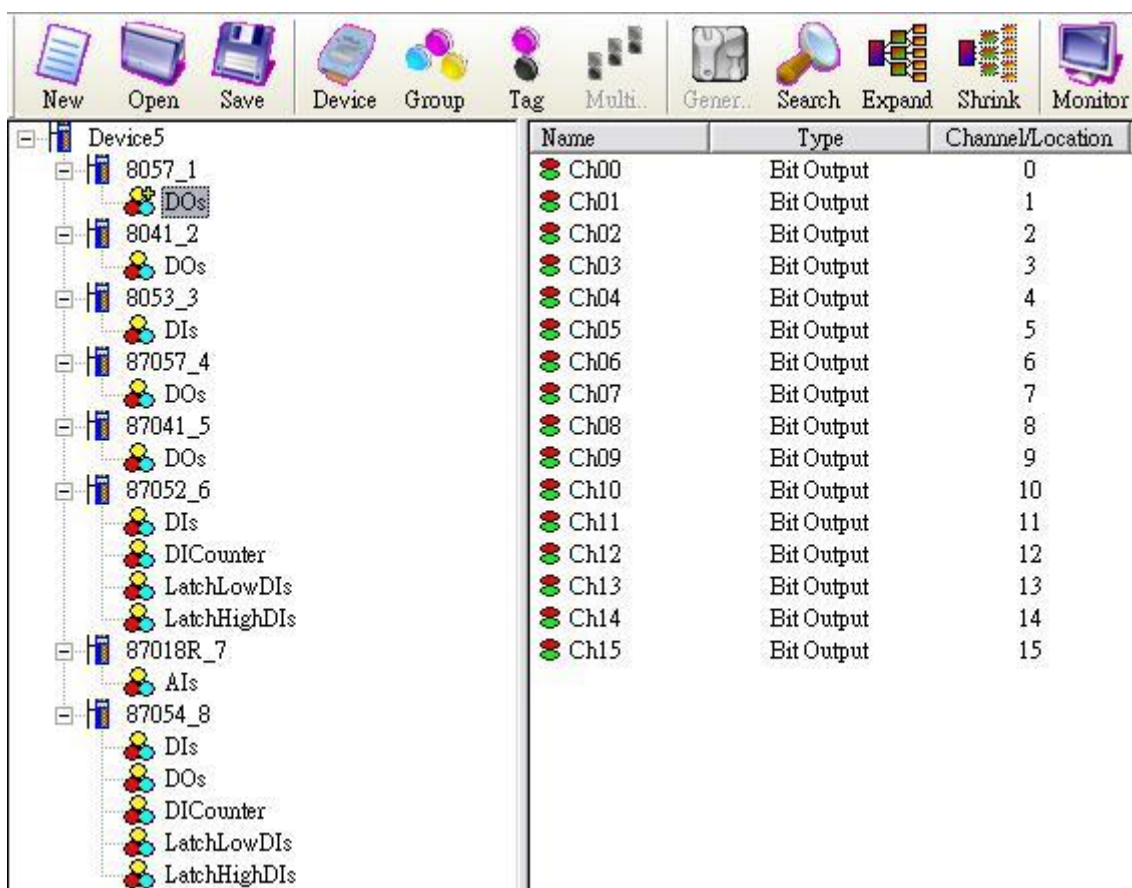 New Open Save Device Group Tag Multi.. Gener.. Search Expand Shrink Monitor
Device5
8057_1
DOs
8041_2
DOs
8053_3
DIs
87057_4
DOs
87041_5
DOs
87052_6
DIs
DICounter
LatchLowDIs
LatchHighDIs
87018R_7
AIs
87054_8
DIs
DOs
DICounter
LatchLowDIs
LatchHighDIs
Name Type Channel/Location
Ch00 Bit Output 0
Ch01 Bit Output 1
Ch02 Bit Output 2
Ch03 Bit Output 3
Ch04 Bit Output 4
Ch05 Bit Output 5
Ch06 Bit Output 6
Ch07 Bit Output 7
Ch08 Bit Output 8
Ch09 Bit Output 9
Ch10 Bit Output 10
Ch11 Bit Output 11
Ch12 Bit Output 12
Ch13 Bit Output 13
Ch14 Bit Output 14
Ch15 Bit Output 15